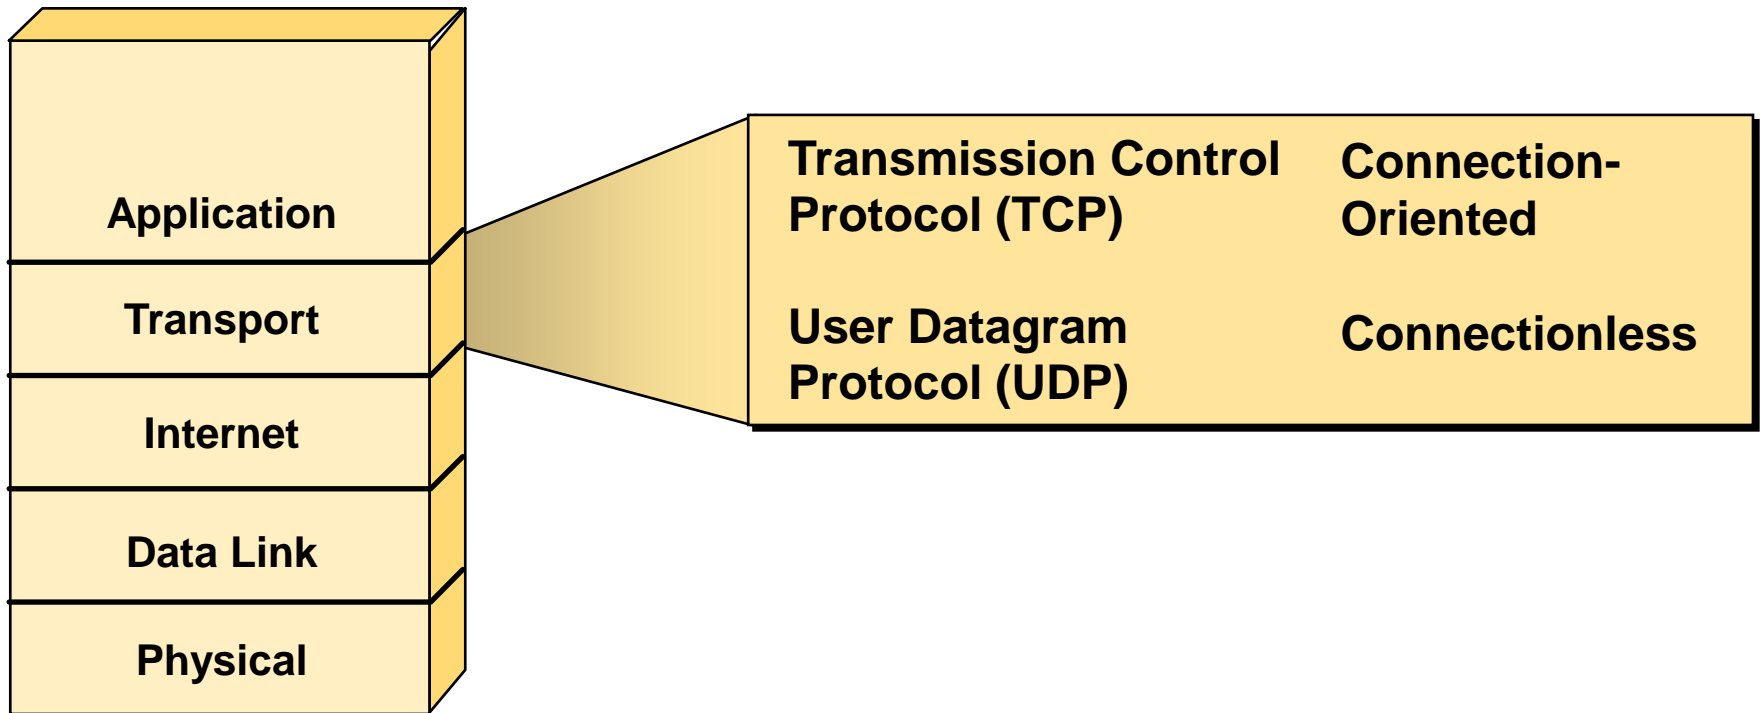 Application
Transport
Internet
Data Link
Physical
Transmission Control
Protocol (TCP)
Connection-
Oriented
User Datagram
Protocol (UDP)
Connectionless